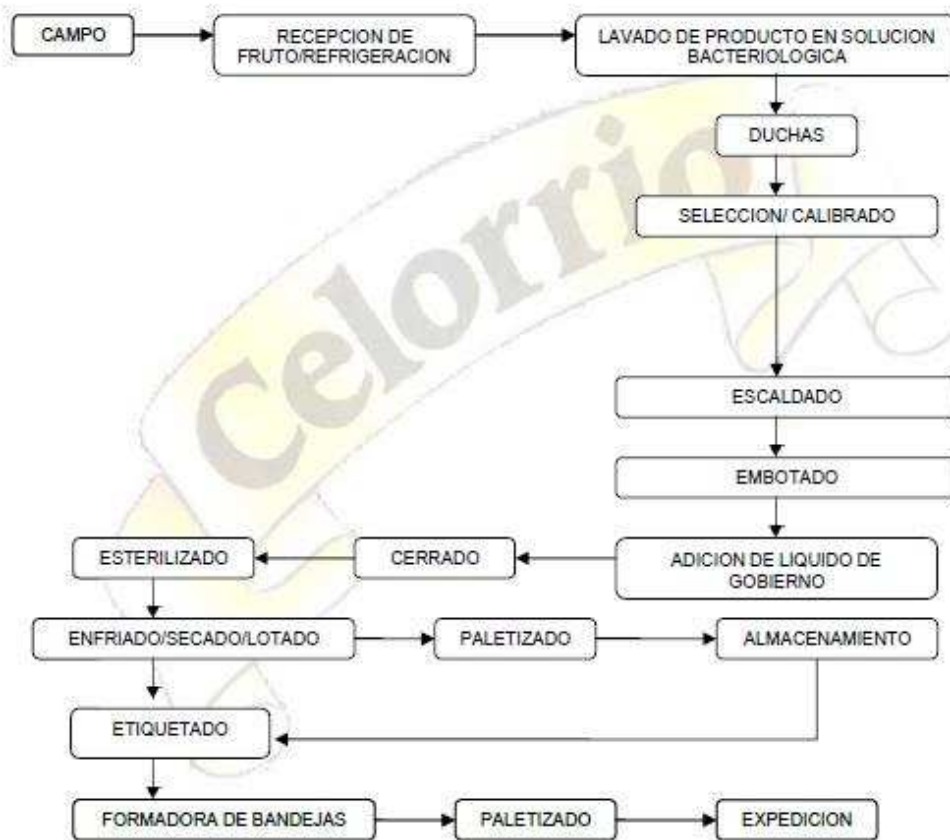 CAMPO
RECEPCION DE
FRUTO/REFRIGERACION
LAVADO DE PRODUCTO EN SOLUCION
BACTERIOLOGICA
DUCHAS
SELECCION/ CALIBRADO
Celorrio
ESCALDADO
EMBOTADO
ADICION DE LIQUIDO DE
GOBIERNO
CERRADO
ESTERILIZADO
ENFRIADO/SECADO/LOTADO
PALETIZADO
ALMACENAMIENTO
ETIQUETADO
FORMADORA DE BANDEJAS
PALETIZADO
EXPEDICION